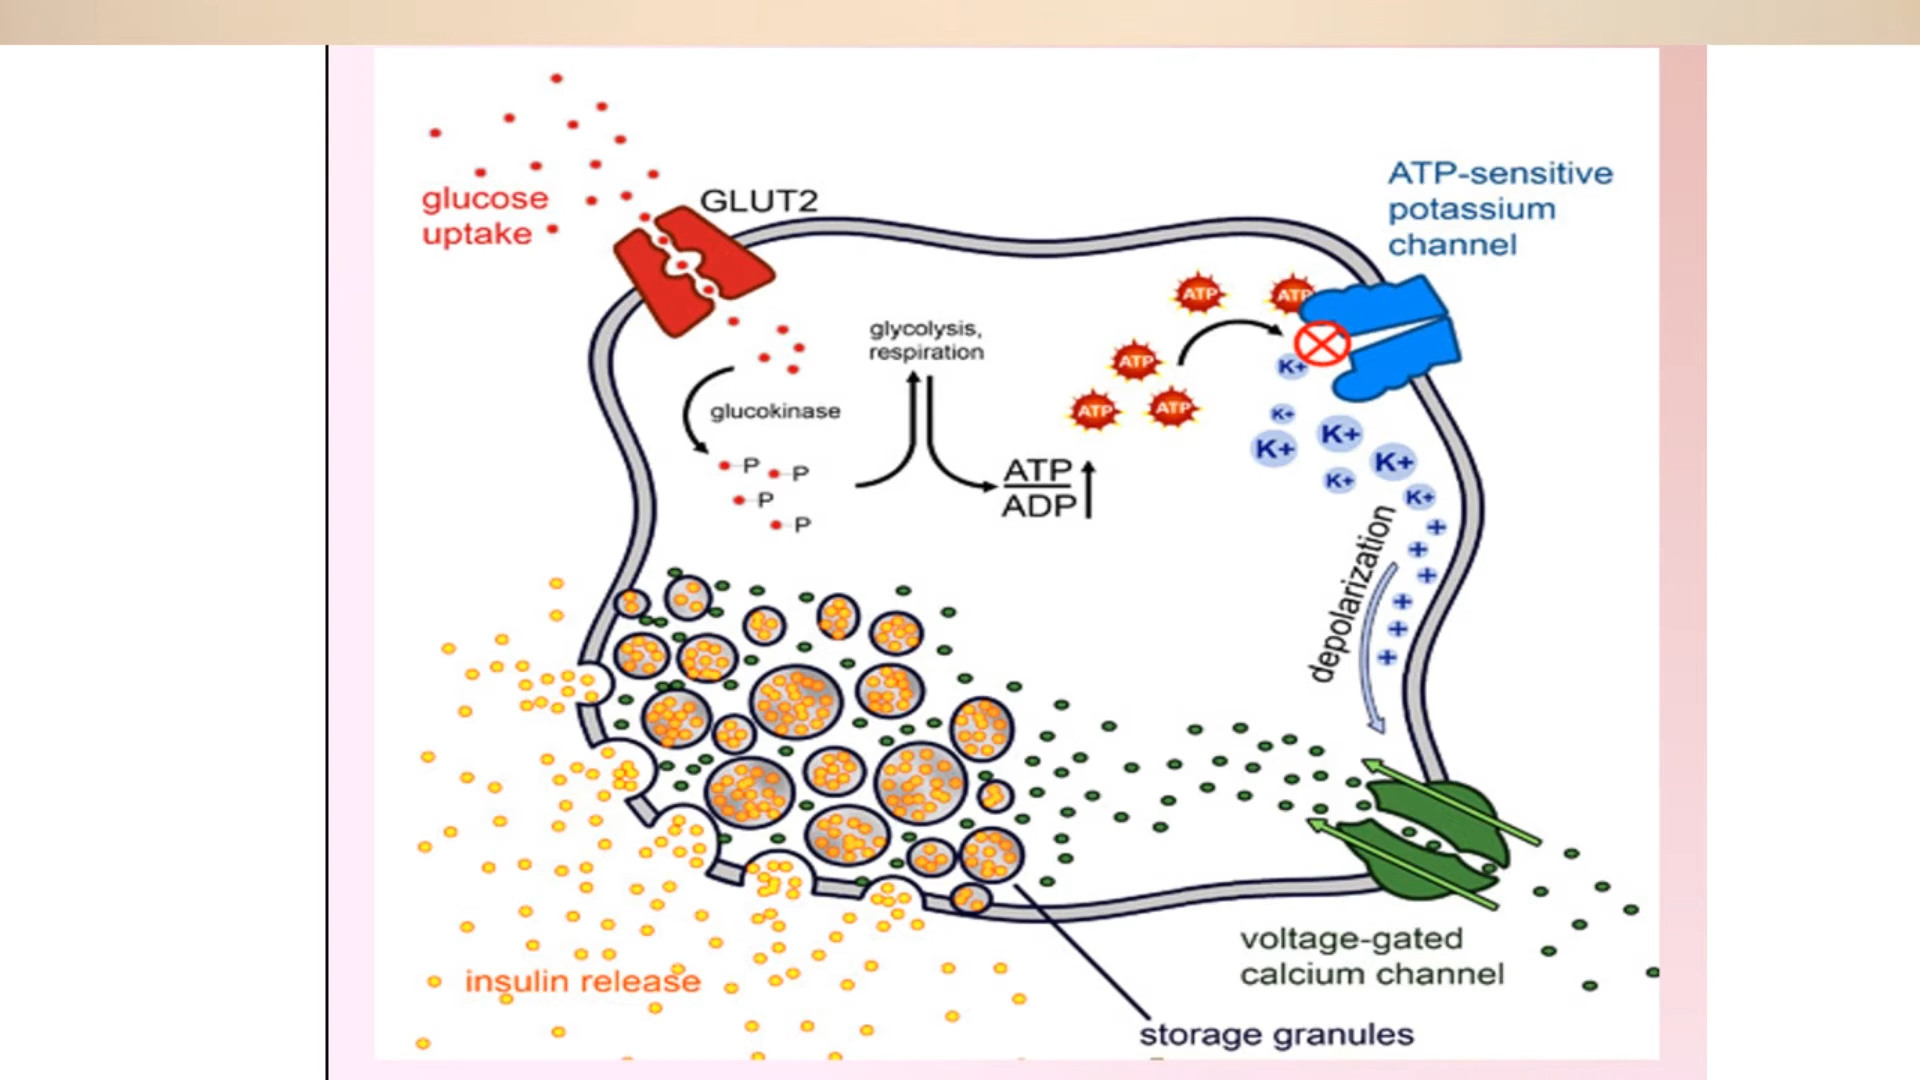 glucose
uptake
GLUT2
ATP-sensitive
potassium
channel
ATP
ATP
ATP
ATP
ATP
glycolysis,
respiration
glucokinase
P
P
P
P
ATP
ADP
K+
K+
K+
K+
K+
K+
K+
+
+
+
+
+
+
depolarization
insulin release
voltage-gated
calcium channel
storage granules